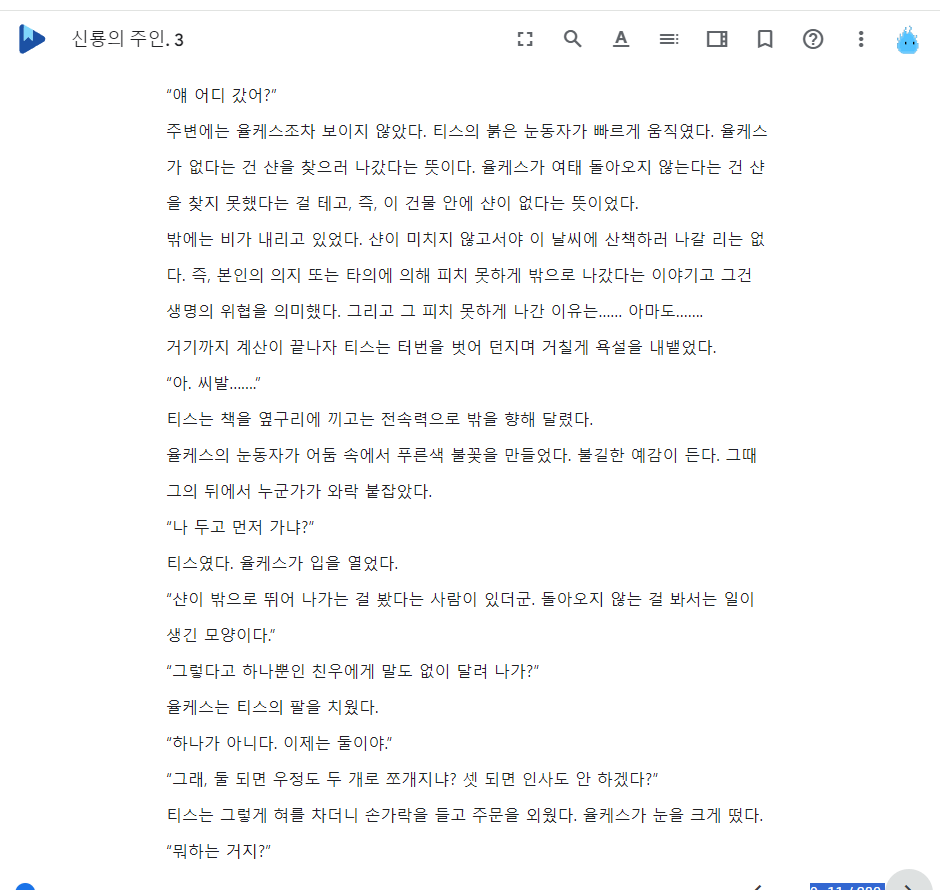 신룡의 주인. 3
“얘 어디 갔어?”
주변에는 율케스조차 보이지 않았다. 티스의 붉은 눈동자가 빠르게 움직였다. 율케스
가 없다는 건 샨을 찾으러 나갔다는 뜻이다. 율케스가 여태 돌아오지 않는다는 건 샨
을 찾지 못했다는 걸 테고, 즉, 이 건물 안에 샨이 없다는 뜻이었다.
밖에는 비가 내리고 있었다. 샨이 미치지 않고서야 이 날씨에 산책하러 나갈 리는 없
다. 즉, 본인의 의지 또는 타의에 의해 피치 못하게 밖으로 나갔다는 이야기고 그건
생명의 위협을 의미했다. 그리고 그 피치 못하게 나간 이유는...... 아마도.......
거기까지 계산이 끝나자 티스는 터번을 벗어 던지며 거칠게 욕설을 내뱉었다.
“아. 씨발.......”
티스는 책을 옆구리에 끼고는 전속력으로 밖을 향해 달렸다.
율케스의 눈동자가 어둠 속에서 푸른색 불꽃을 만들었다. 불길한 예감이 든다. 그때
그의 뒤에서 누군가가 와락 붙잡았다.
“나 두고 먼저 가냐?”
티스였다. 율케스가 입을 열었다.
“샨이 밖으로 뛰어 나가는 걸 봤다는 사람이 있더군. 돌아오지 않는 걸 봐서는 일이
생긴 모양이다.”
“그렇다고 하나뿐인 친우에게 말도 없이 달려 나가?”
율케스는 티스의 팔을 치웠다.
“하나가 아니다. 이제는 둘이야.”
“그래, 둘 되면 우정도 두 개로 쪼개지냐? 셋 되면 인사도 안 하겠다?”
티스는 그렇게 혀를 차더니 손가락을 들고 주문을 외웠다. 율케스가 눈을 크게 떴다.
“뭐하는 거지?”